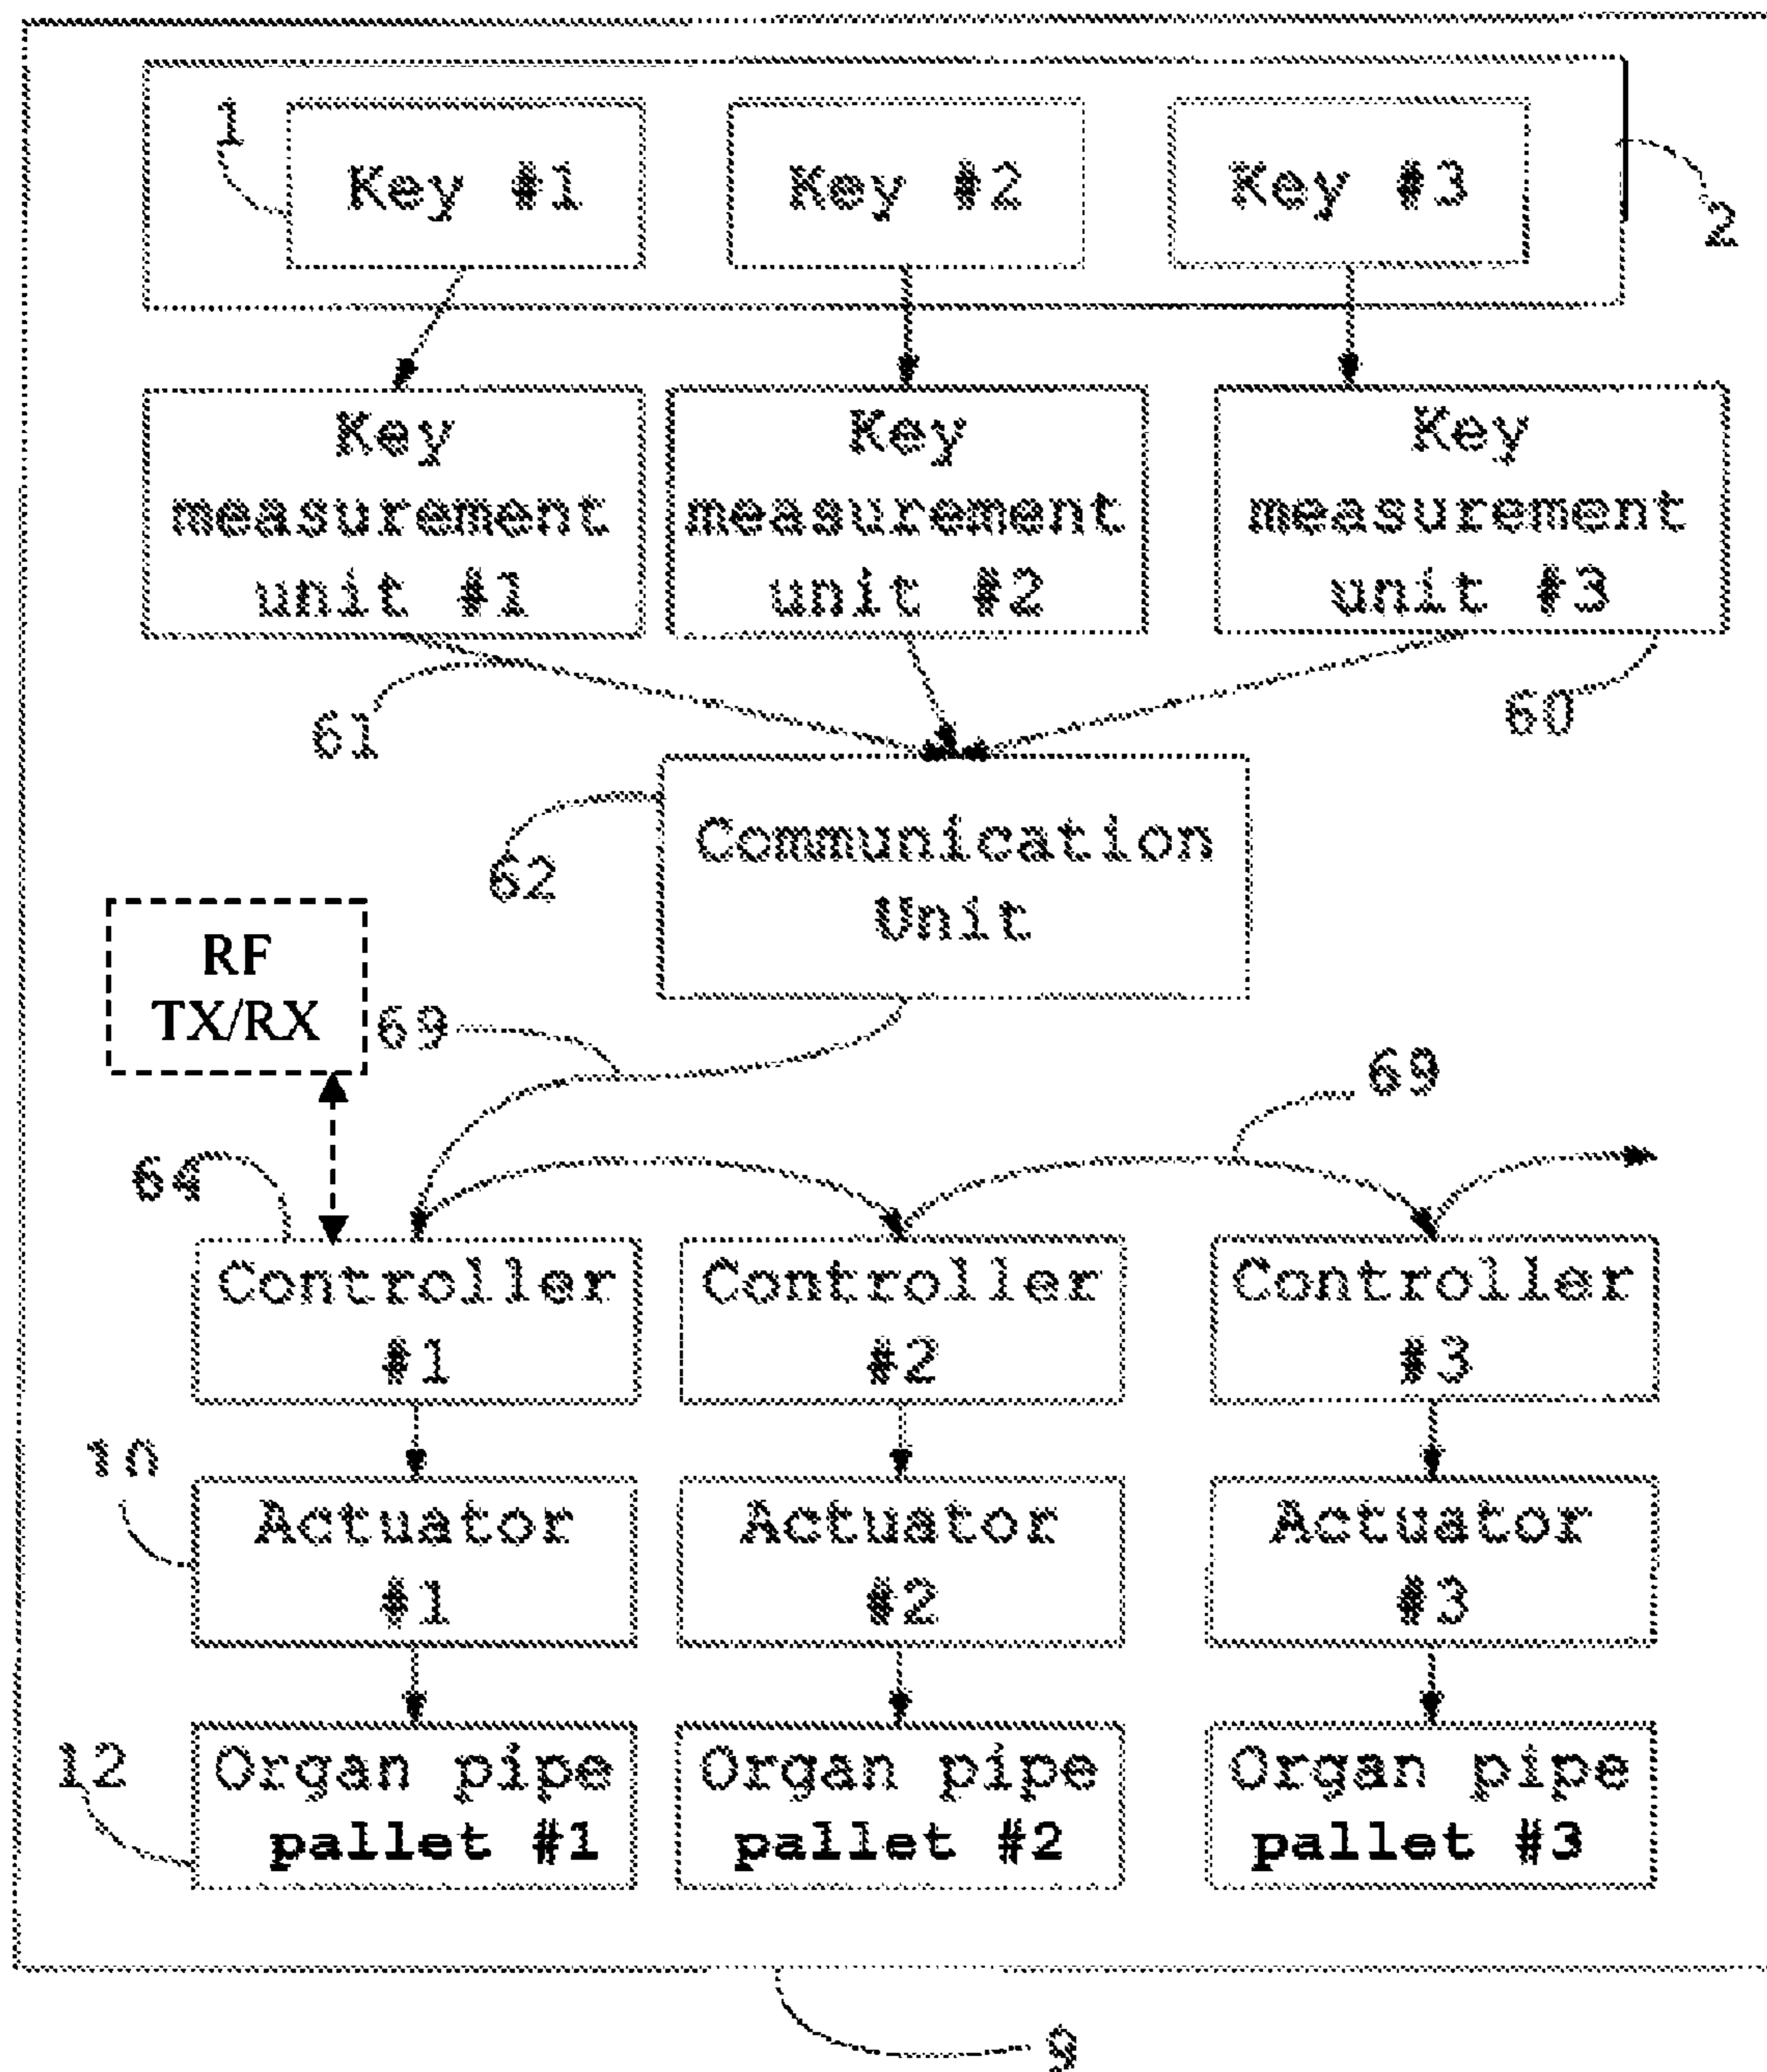 1
Key #1
Key #2
Key #3
2
Key
measurement
unit #1
Key
measurement
unit #2
Key
measurement
unit #3
61
60
62
Communication
Unit
RF
TX/RX
69
69
64
Controller
#1
Controller
#2
Controller
#3
10
Actuator
#1
Actuator
#2
Actuator
#3
12
Organ pipe
pallet #1
Organ pipe
pallet #2
Organ pipe
pallet #3
9